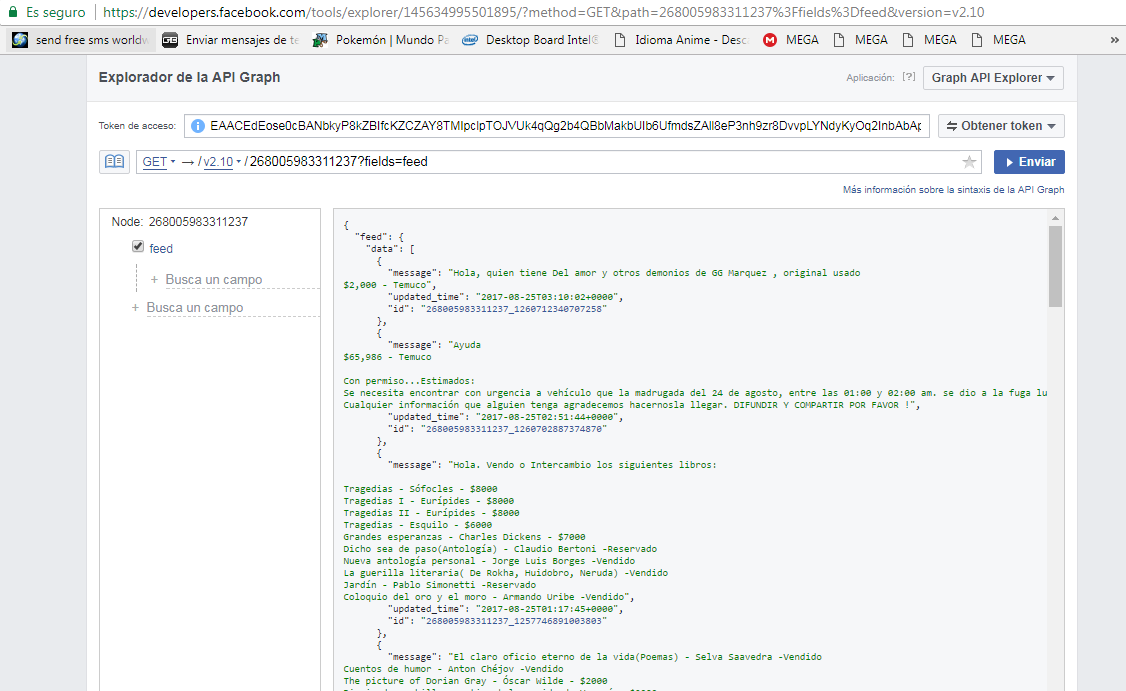 Es seguro https://developers.facebook.com/tools/explorer/145634995501895/?method=GET&path=268005983311237%3Ffields%3Dfeed&version=v2.10
send free sms worldw Enviar mensajes de te Pokemón | Mundo Pa Desktop Board Intel® Idioma Anime - Desc MEGA MEGA MEGA MEGA »
Explorador de la API Graph Aplicación: [?] Graph API Explorer
Token de acceso: Obtener token
GET → / v2.10 / 268005983311237?fields=feed Enviar
Más información sobre la sintaxis de la API Graph
Node: 268005983311237
feed
+ Busca un campo
+ Busca un campo
{
"feed": {
"data": [
{
"message": "Hola, quien tiene Del amor y otros demonios de GG Marquez , original usado
$2,000 - Temuco",
"updated_time": "2017-08-25T03:10:02+0000",
"id": "268005983311237_1260712340707258"
},
{
"message": "Ayuda
$65,986 - Temuco
Con permiso...Estimados:
Se necesita encontrar con urgencia a vehículo que la madrugada del 24 de agosto, entre las 01:00 y 02:00 am. se dio a la fuga lu
Cualquier información que alguien tenga agradecemos hacernosla llegar. DIFUNDIR Y COMPARTIR POR FAVOR !",
"updated_time": "2017-08-25T02:51:44+0000",
"id": "268005983311237_1260702887374870"
},
{
"message": "Hola. Vendo o Intercambio los siguientes libros:
Tragedias - Sófocles - $8000
Tragedias I - Eurípides - $8000
Tragedias II - Eurípides - $8000
Tragedias - Esquilo - $6000
Grandes esperanzas - Charles Dickens - $7000
Dicho sea de paso(Antología) - Claudio Bertoni -Reservado
Nueva antología personal - Jorge Luis Borges -Vendido
La guerilla literaria( De Rokha, Huidobro, Neruda) -Vendido
Jardín - Pablo Simonetti -Reservado
Coloquio del oro y el moro - Armando Uribe -Vendido",
"updated_time": "2017-08-25T01:17:45+0000",
"id": "268005983311237_1257746891003803"
},
{
"message": "El claro oficio eterno de la vida(Poemas) - Selva Saavedra -Vendido
Cuentos de humor - Anton Chéjov -Vendido
The picture of Dorian Gray - Óscar Wilde - $2000